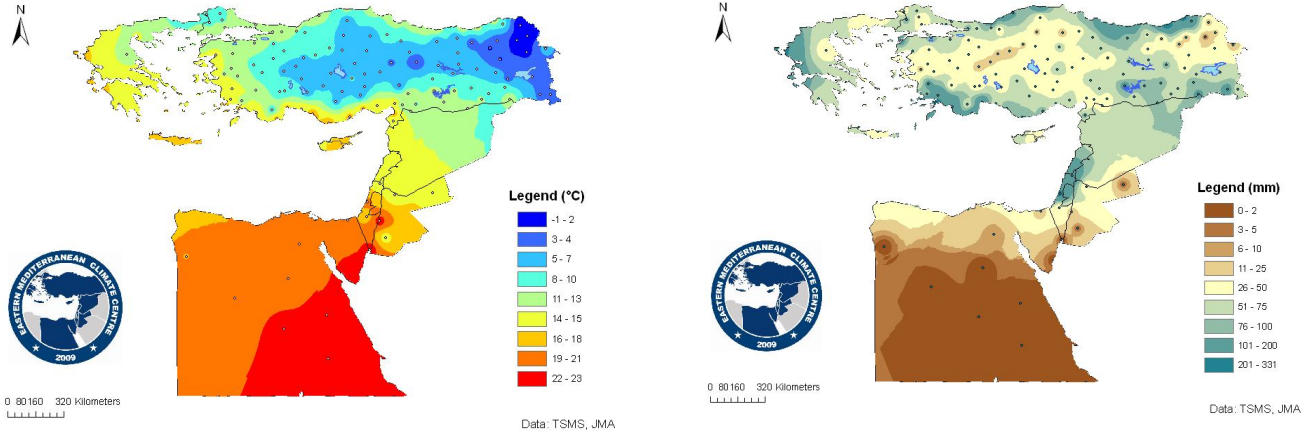 N
Legend (°C)
-1 - 2
3 - 4
5 - 7
8 - 10
11 - 13
14 - 15
16 - 18
19 - 21
22 - 23
EASTERN MEDITERRANEAN CLIMATE CENTRE
2009
0 80160 320 Kilometers
Data: TSMS, JMA
N
Legend (mm)
0 - 2
3 - 5
6 - 10
11 - 25
26 - 50
51 - 75
76 - 100
101 - 200
201 - 331
EASTERN MEDITERRANEAN CLIMATE CENTRE
2009
0 80160 320 Kilometers
Data: TSMS, JMA